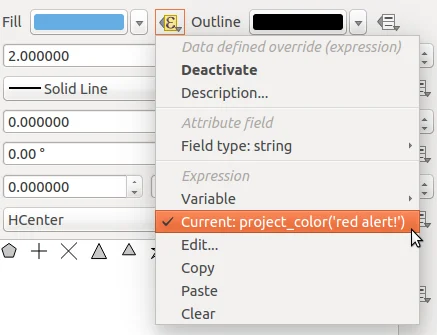 Fill
Outline
Data defined override (expression)
2.000000
Deactivate
Solid Line
Description...
0.000000
Attribute field
0.00 °
Field type: string
Expression
0.000000
Variable
HCenter
Current: project_color('red alert!')
Edit...
Copy
Paste
Clear